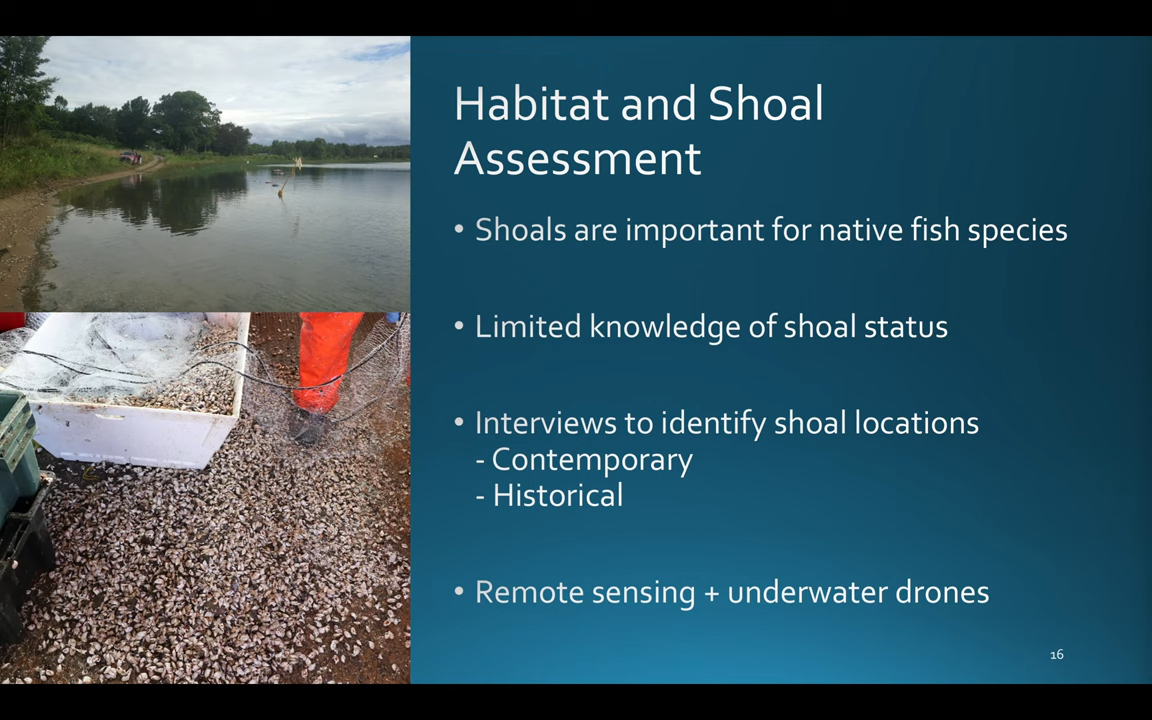 Habitat and Shoal
Assessment
• Shoals are important for native fish species
• Limited knowledge of shoal status
• Interviews to identify shoal locations
- Contemporary
- Historical
• Remote sensing + underwater drones
16